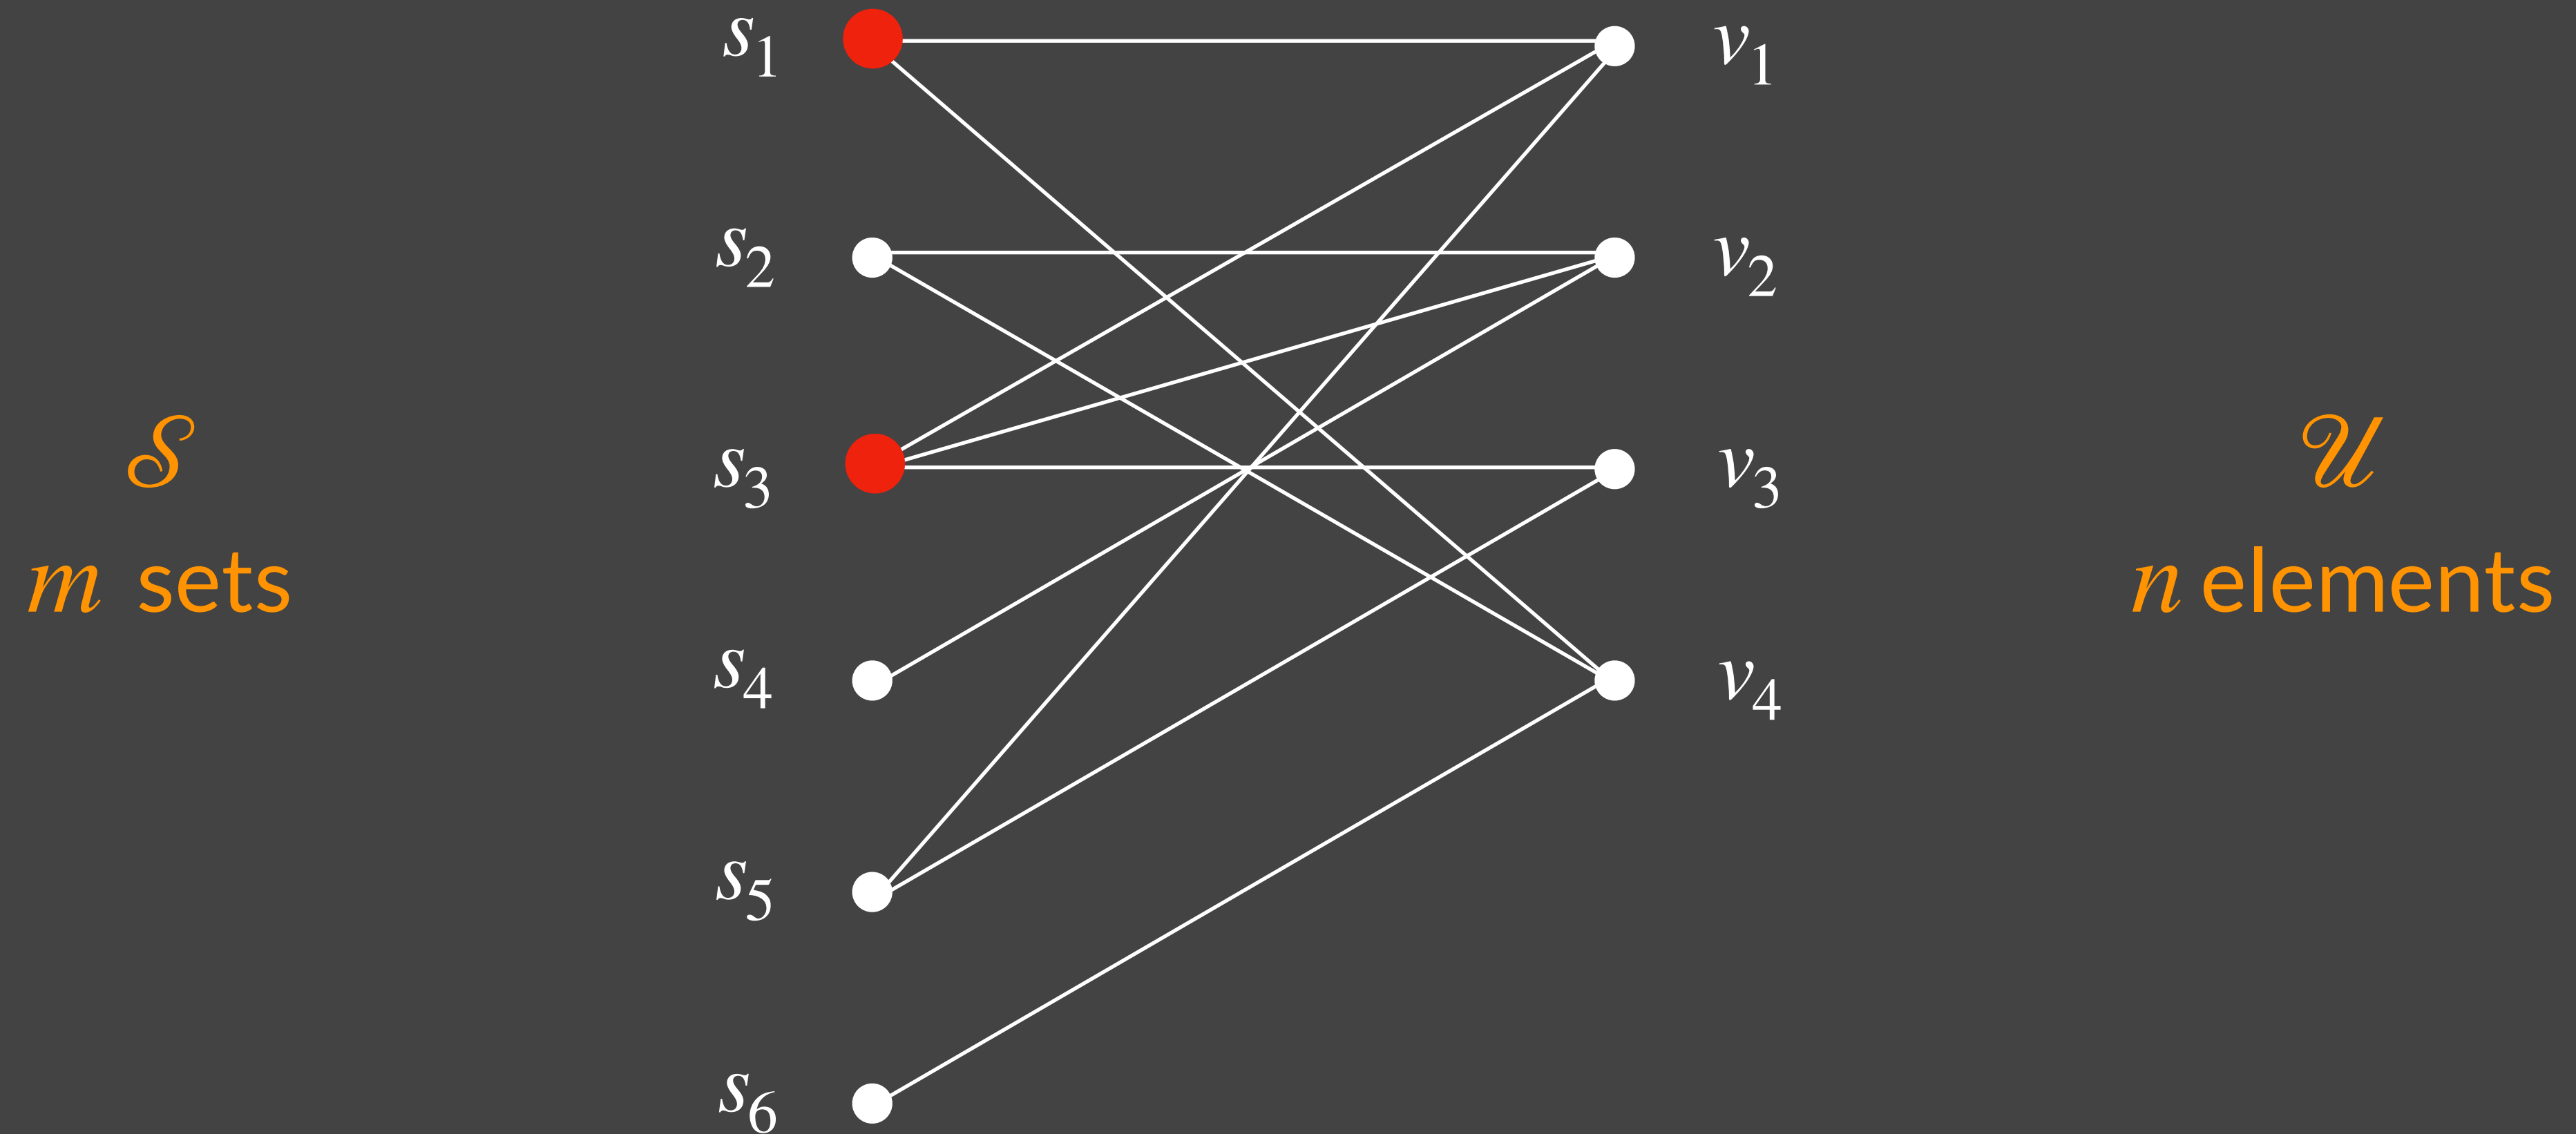 s₁
v₁
s₂
v₂
𝒮
s₃
v₃
𝒰
m sets
n elements
s₄
v₄
s₅
s₆